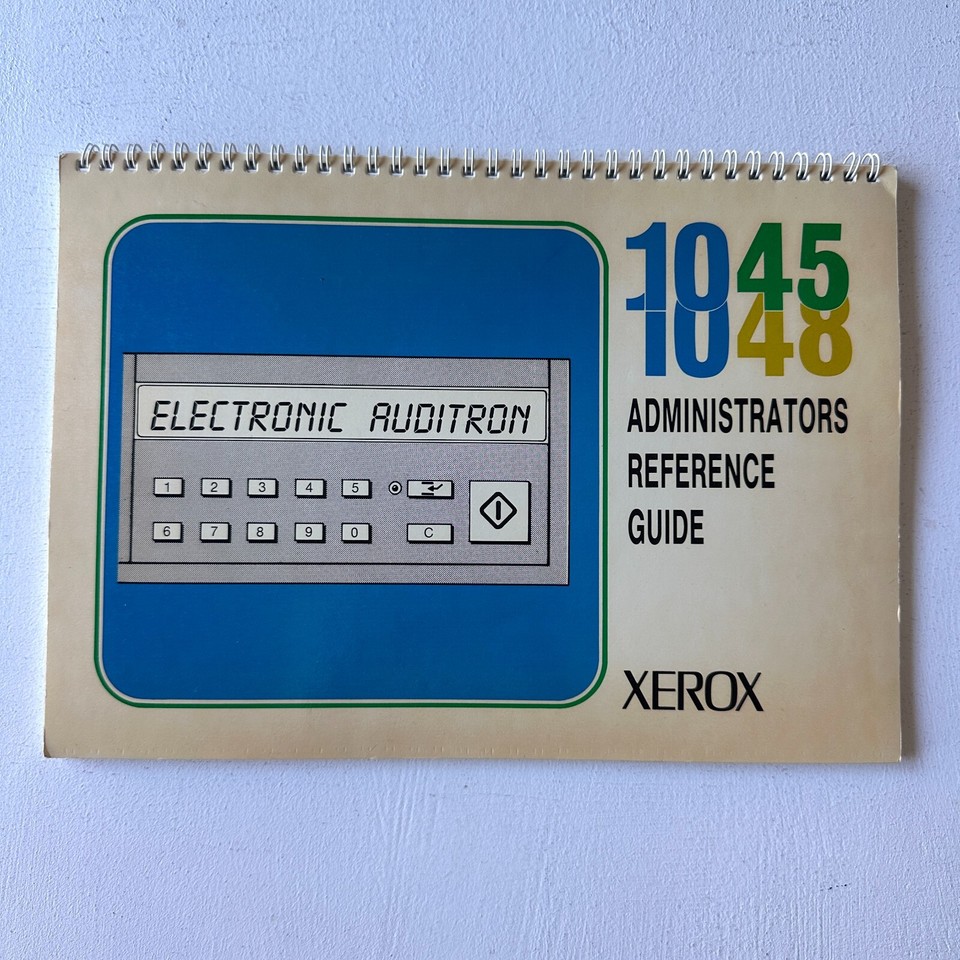 1045
1048
ELECTRONIC AUDITRON
1 2 3 4 5
6 7 8 9 0 C
ADMINISTRATORS
REFERENCE
GUIDE
XEROX